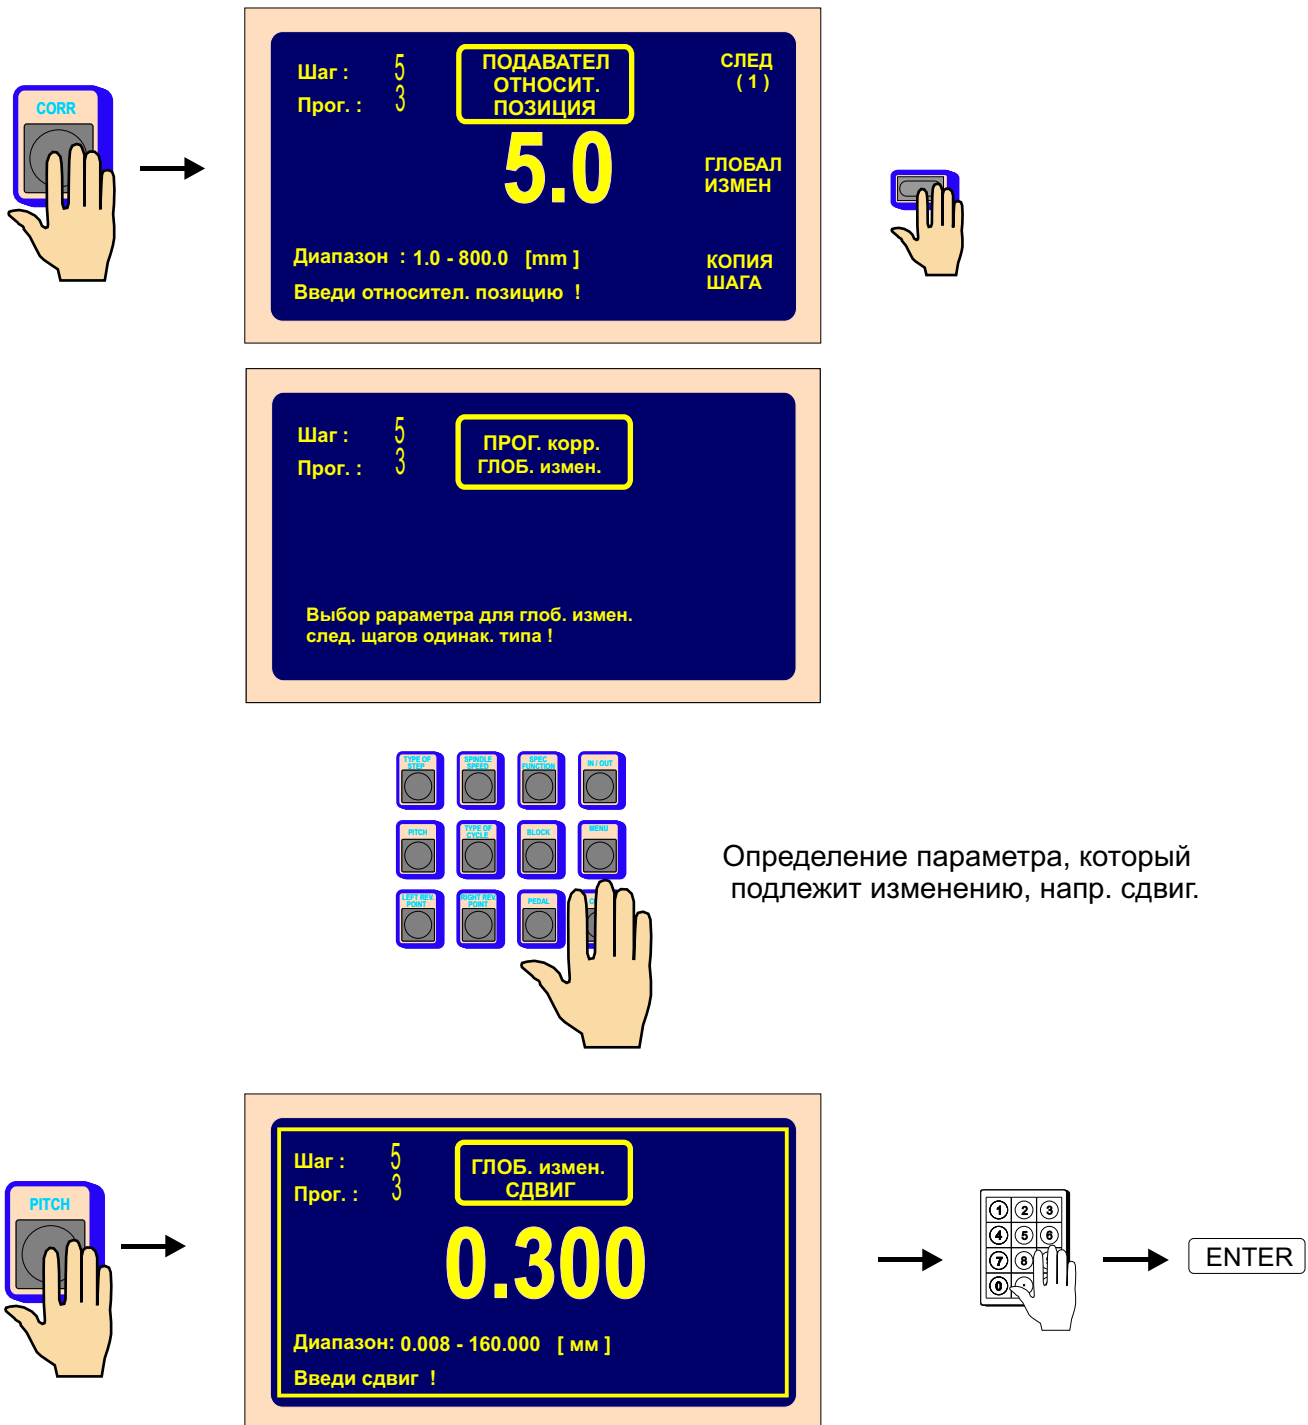 CORR
Шаг : 5
Прог. : 3
ПОДАВАТЕЛ
ОТНОСИТ.
ПОЗИЦИЯ
СЛЕД
( 1 )
5.0
ГЛОБАЛ
ИЗМЕН
Диапазон : 1.0 - 800.0 [mm ]
Введи относител. позицию !
КОПИЯ
ШАГА
Шаг : 5
Прог. : 3
ПРОГ. корр.
ГЛОБ. измен.
Выбор рараметра для глоб. измен.
след. щагов одинак. типа !
TYPE OF
STEP
SPINDLE
SPEED
SPEC
FUNCTION
IN / OUT
PITCH
TYPE OF
CYCLE
BLOCK
MENU
LEFT REV.
POINT
RIGHT REV.
POINT
PEDAL
Определение параметра, который
подлежит изменению, напр. сдвиг.
PITCH
Шаг : 5
Прог. : 3
ГЛОБ. измен.
СДВИГ
0.300
Диапазон: 0.008 - 160.000 [ мм ]
Введи сдвиг !
1 2 3
4 5 6
7 8
0 .
ENTER